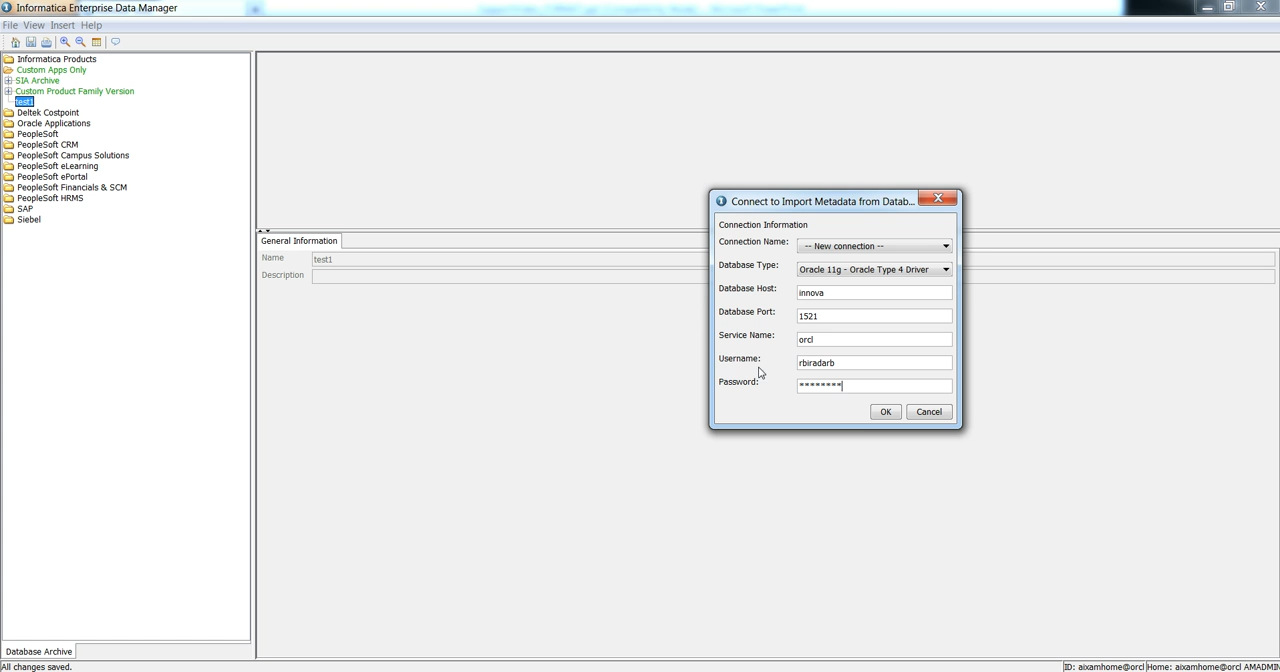 Informatica Enterprise Data Manager
File View Insert Help
Informatica Products
Custom Apps Only
SIA Archive
Custom Product Family Version
test1
Deltek Costpoint
Oracle Applications
PeopleSoft
PeopleSoft CRM
PeopleSoft Campus Solutions
PeopleSoft eLearning
PeopleSoft ePortal
PeopleSoft Financials & SCM
PeopleSoft HRMS
SAP
Siebel
General Information
Name test1
Description
Connect to Import Metadata from Datab...
Connection Information
Connection Name: -- New connection --
Database Type: Oracle 11g - Oracle Type 4 Driver
Database Host: innova
Database Port: 1521
Service Name: orcl
Username: rbiradarb
Password: ********
OK Cancel
Database Archive
All changes saved. ID: aixamhome@orcl Home: aixamhome@orcl AMADMIN